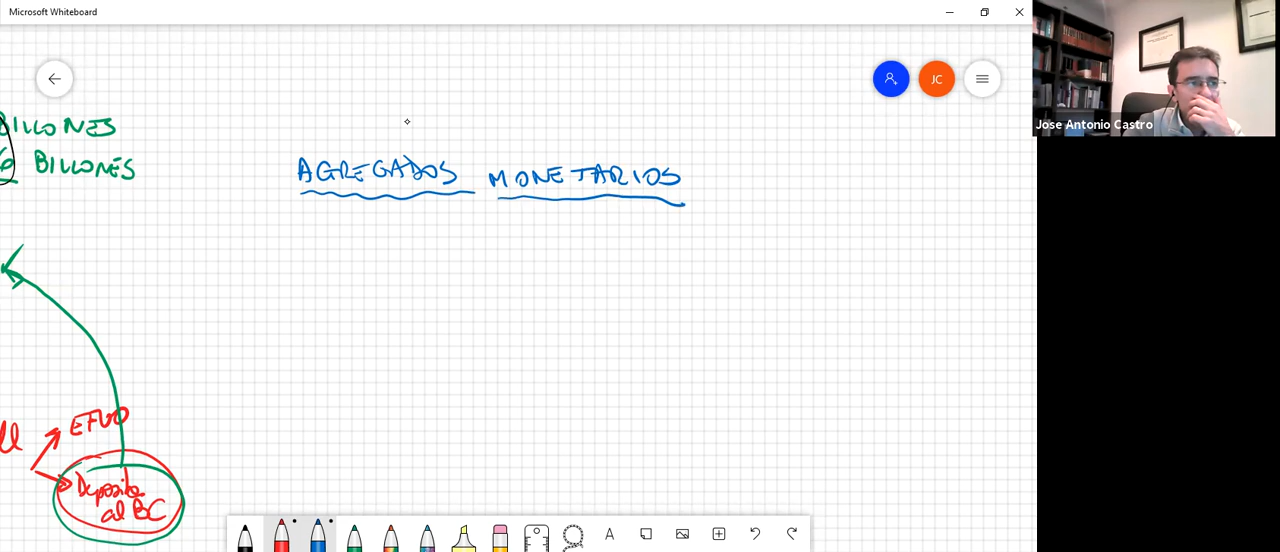 Microsoft Whiteboard
JC
Jose Antonio Castro
BILLONES
BILLONES
AGREGADOS MONETARIOS
EFVO
Deposito
al BC
A